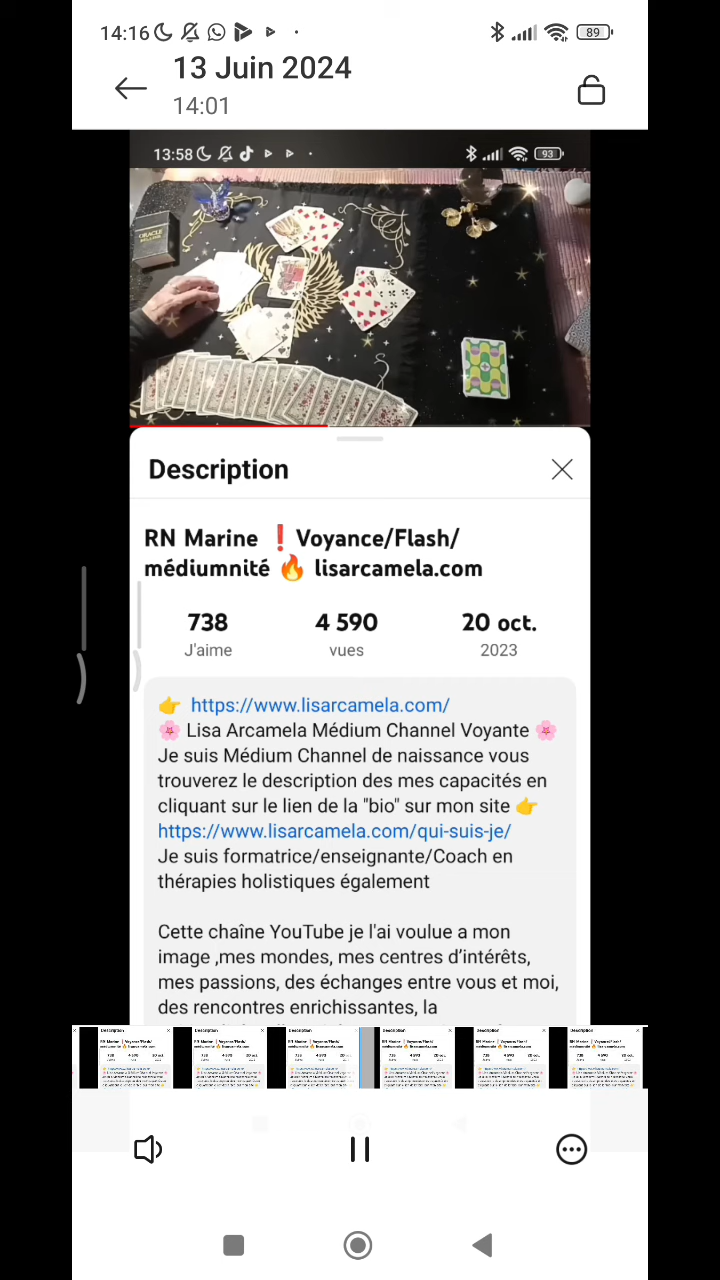 14:16
89
13 Juin 2024
14:01
13:58
93
ORACLE
Description
RN Marine ❗Voyance/Flash/
médiumnité 🔥 lisarcamela.com
738
4 590
20 oct.
J'aime
vues
2023
👉 https://www.lisarcamela.com/
🌸 Lisa Arcamela Médium Channel Voyante 🌸
Je suis Médium Channel de naissance vous
trouverez le description des mes capacités en
cliquant sur le lien de la "bio" sur mon site 👉
https://www.lisarcamela.com/qui-suis-je/
Je suis formatrice/enseignante/Coach en
thérapies holistiques également
Cette chaîne YouTube je l'ai voulue a mon
image ,mes mondes, mes centres d'intérêts,
mes passions, des échanges entre vous et moi,
des rencontres enrichissantes, la